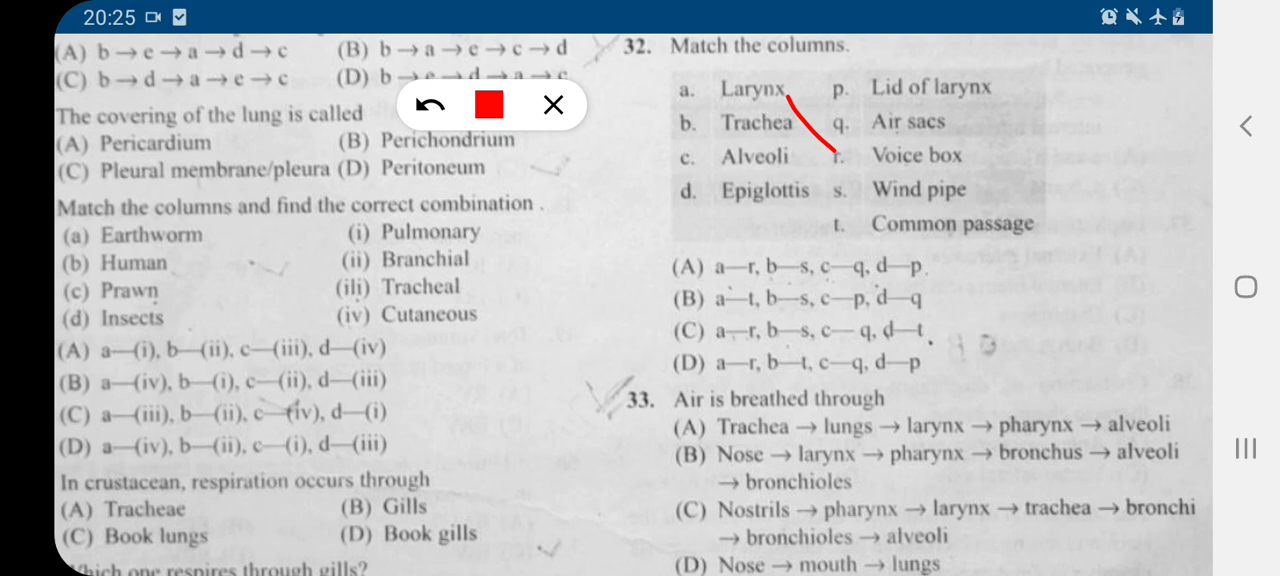 20:25
(A) b → e → a → d → c (B) b → a → e → c → d
(C) b → d → a → e → c (D) b → e → d → a → c
The covering of the lung is called
(A) Pericardium (B) Perichondrium
(C) Pleural membrane/pleura (D) Peritoneum
Match the columns and find the correct combination .
(a) Earthworm (i) Pulmonary
(b) Human (ii) Branchial
(c) Prawn (iii) Tracheal
(d) Insects (iv) Cutaneous
(A) a—(i), b—(ii), c—(iii), d—(iv)
(B) a—(iv), b—(i), c—(ii), d—(iii)
(C) a—(iii), b—(ii), c—(iv), d—(i)
(D) a—(iv), b—(ii), c—(i), d—(iii)
In crustacean, respiration occurs through
(A) Tracheae (B) Gills
(C) Book lungs (D) Book gills
Which one respires through gills?
32. Match the columns.
a. Larynx p. Lid of larynx
b. Trachea q. Air sacs
c. Alveoli r. Voice box
d. Epiglottis s. Wind pipe
t. Common passage
(A) a—r, b—s, c—q, d—p
(B) a—t, b—s, c—p, d—q
(C) a—r, b—s, c—q, d—t
(D) a—r, b—t, c—q, d—p
33. Air is breathed through
(A) Trachea → lungs → larynx → pharynx → alveoli
(B) Nose → larynx → pharynx → bronchus → alveoli
→ bronchioles
(C) Nostrils → pharynx → larynx → trachea → bronchi
→ bronchioles → alveoli
(D) Nose → mouth → lungs